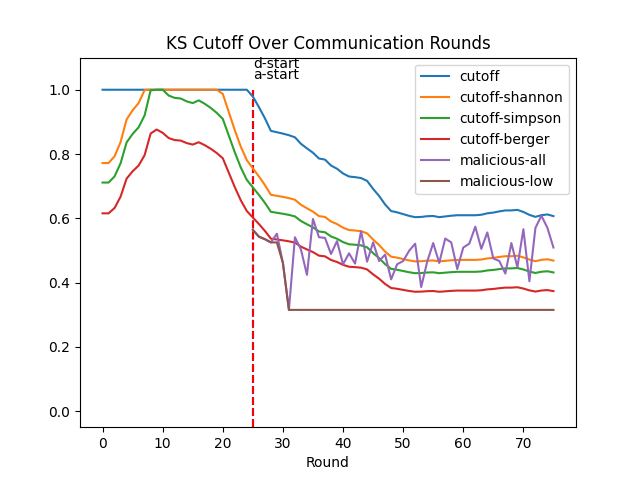 KS Cutoff Over Communication Rounds
d-start
a-start
cutoff
cutoff-shannon
cutoff-simpson
cutoff-berger
malicious-all
malicious-low
1.0
0.8
0.6
0.4
0.2
0.0
0 10 20 30 40 50 60 70
Round